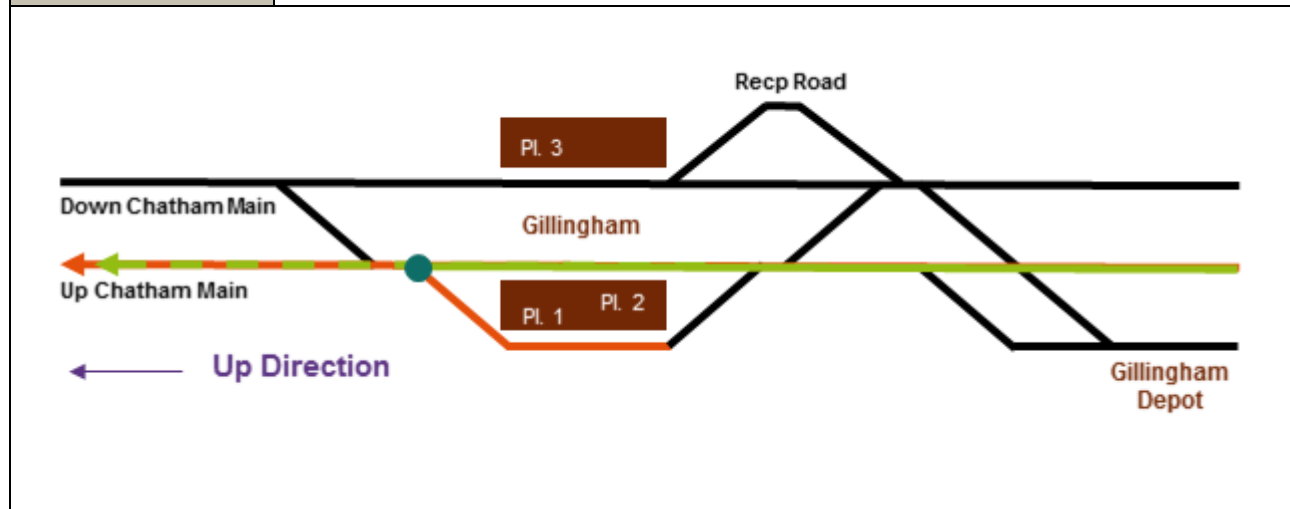 Recp Road
Pl. 3
Down Chatham Main
Gillingham
Up Chatham Main
Pl. 1
Pl. 2
Up Direction
Gillingham
Depot